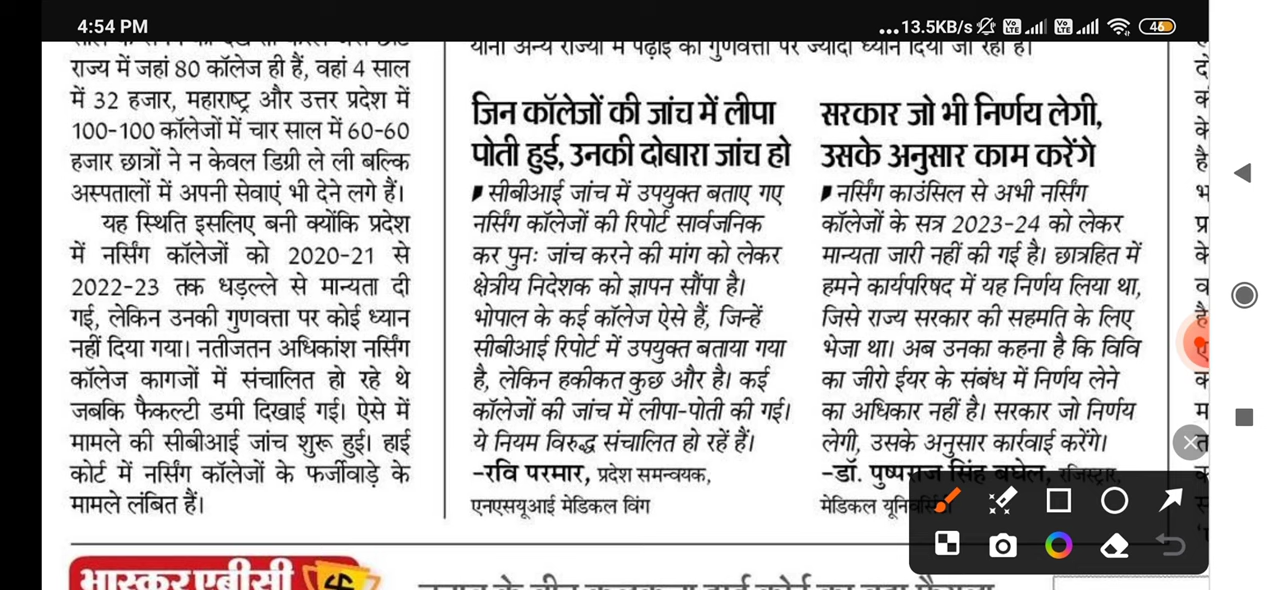 4:54 PM
...13.5KB/s
46
राज्य में जहां 80 कॉलेज ही हैं, वहां 4 साल
में 32 हजार, महाराष्ट्र और उत्तर प्रदेश में
100-100 कॉलेजों में चार साल में 60-60
हजार छात्रों ने न केवल डिग्री ले ली बल्कि
अस्पतालों में अपनी सेवाएं भी देने लगे हैं।
यह स्थिति इसलिए बनी क्योंकि प्रदेश
में नर्सिंग कॉलेजों को 2020-21 से
2022-23 तक धड़ल्ले से मान्यता दी
गई, लेकिन उनकी गुणवत्ता पर कोई ध्यान
नहीं दिया गया। नतीजतन अधिकांश नर्सिंग
कॉलेज कागजों में संचालित हो रहे थे
जबकि फैकल्टी डमी दिखाई गई। ऐसे में
मामले की सीबीआई जांच शुरू हुई। हाई
कोर्ट में नर्सिंग कॉलेजों के फर्जीवाड़े के
मामले लंबित हैं।
यानी अन्य राज्यों में पढ़ाई की गुणवत्ता पर ज्यादा ध्यान दिया जा रहा है।
जिन कॉलेजों की जांच में लीपा
पोती हुई, उनकी दोबारा जांच हो
सीबीआई जांच में उपयुक्त बताए गए
नर्सिंग कॉलेजों की रिपोर्ट सार्वजनिक
कर पुनः जांच करने की मांग को लेकर
क्षेत्रीय निदेशक को ज्ञापन सौंपा है।
भोपाल के कई कॉलेज ऐसे हैं, जिन्हें
सीबीआई रिपोर्ट में उपयुक्त बताया गया
है, लेकिन हकीकत कुछ और है। कई
कॉलेजों की जांच में लीपा-पोती की गई।
ये नियम विरुद्ध संचालित हो रहें हैं।
-रवि परमार, प्रदेश समन्वयक,
एनएसयूआई मेडिकल विंग
सरकार जो भी निर्णय लेगी,
उसके अनुसार काम करेंगे
नर्सिंग काउंसिल से अभी नर्सिंग
कॉलेजों के सत्र 2023-24 को लेकर
मान्यता जारी नहीं की गई है। छात्रहित में
हमने कार्यपरिषद में यह निर्णय लिया था,
जिसे राज्य सरकार की सहमति के लिए
भेजा था। अब उनका कहना है कि विवि
का जीरो ईयर के संबंध में निर्णय लेने
का अधिकार नहीं है। सरकार जो निर्णय
लेगी, उसके अनुसार कार्रवाई करेंगे।
-डॉ. पुष्पराज सिंह बघेल, रजिस्ट्रार,
मेडिकल यूनिवर्सिटी
भास्कर एबीसी